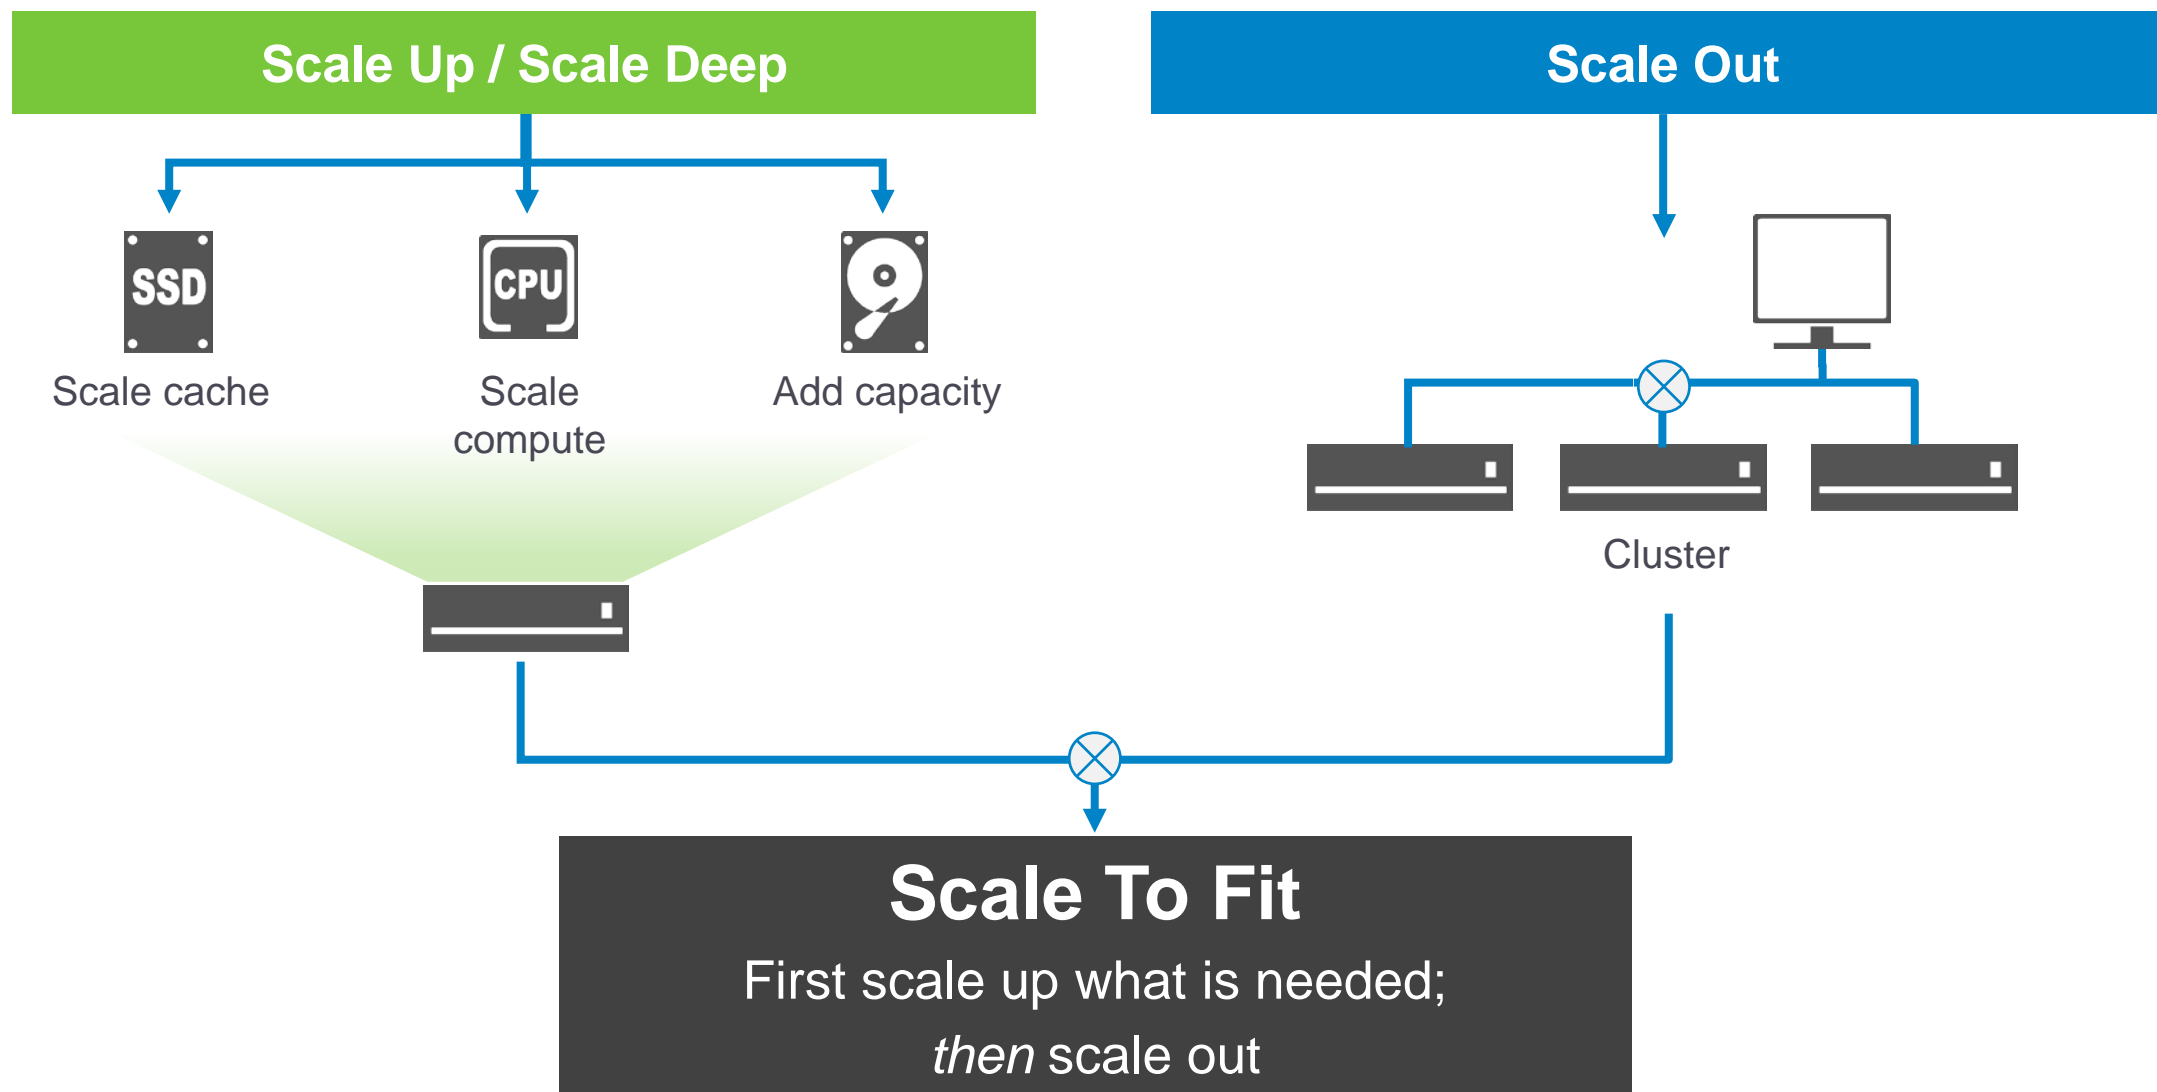 Scale Up / Scale Deep
Scale Out
SSD
CPU
Scale cache
Scale
compute
Add capacity
Cluster
Scale To Fit
First scale up what is needed;
then scale out